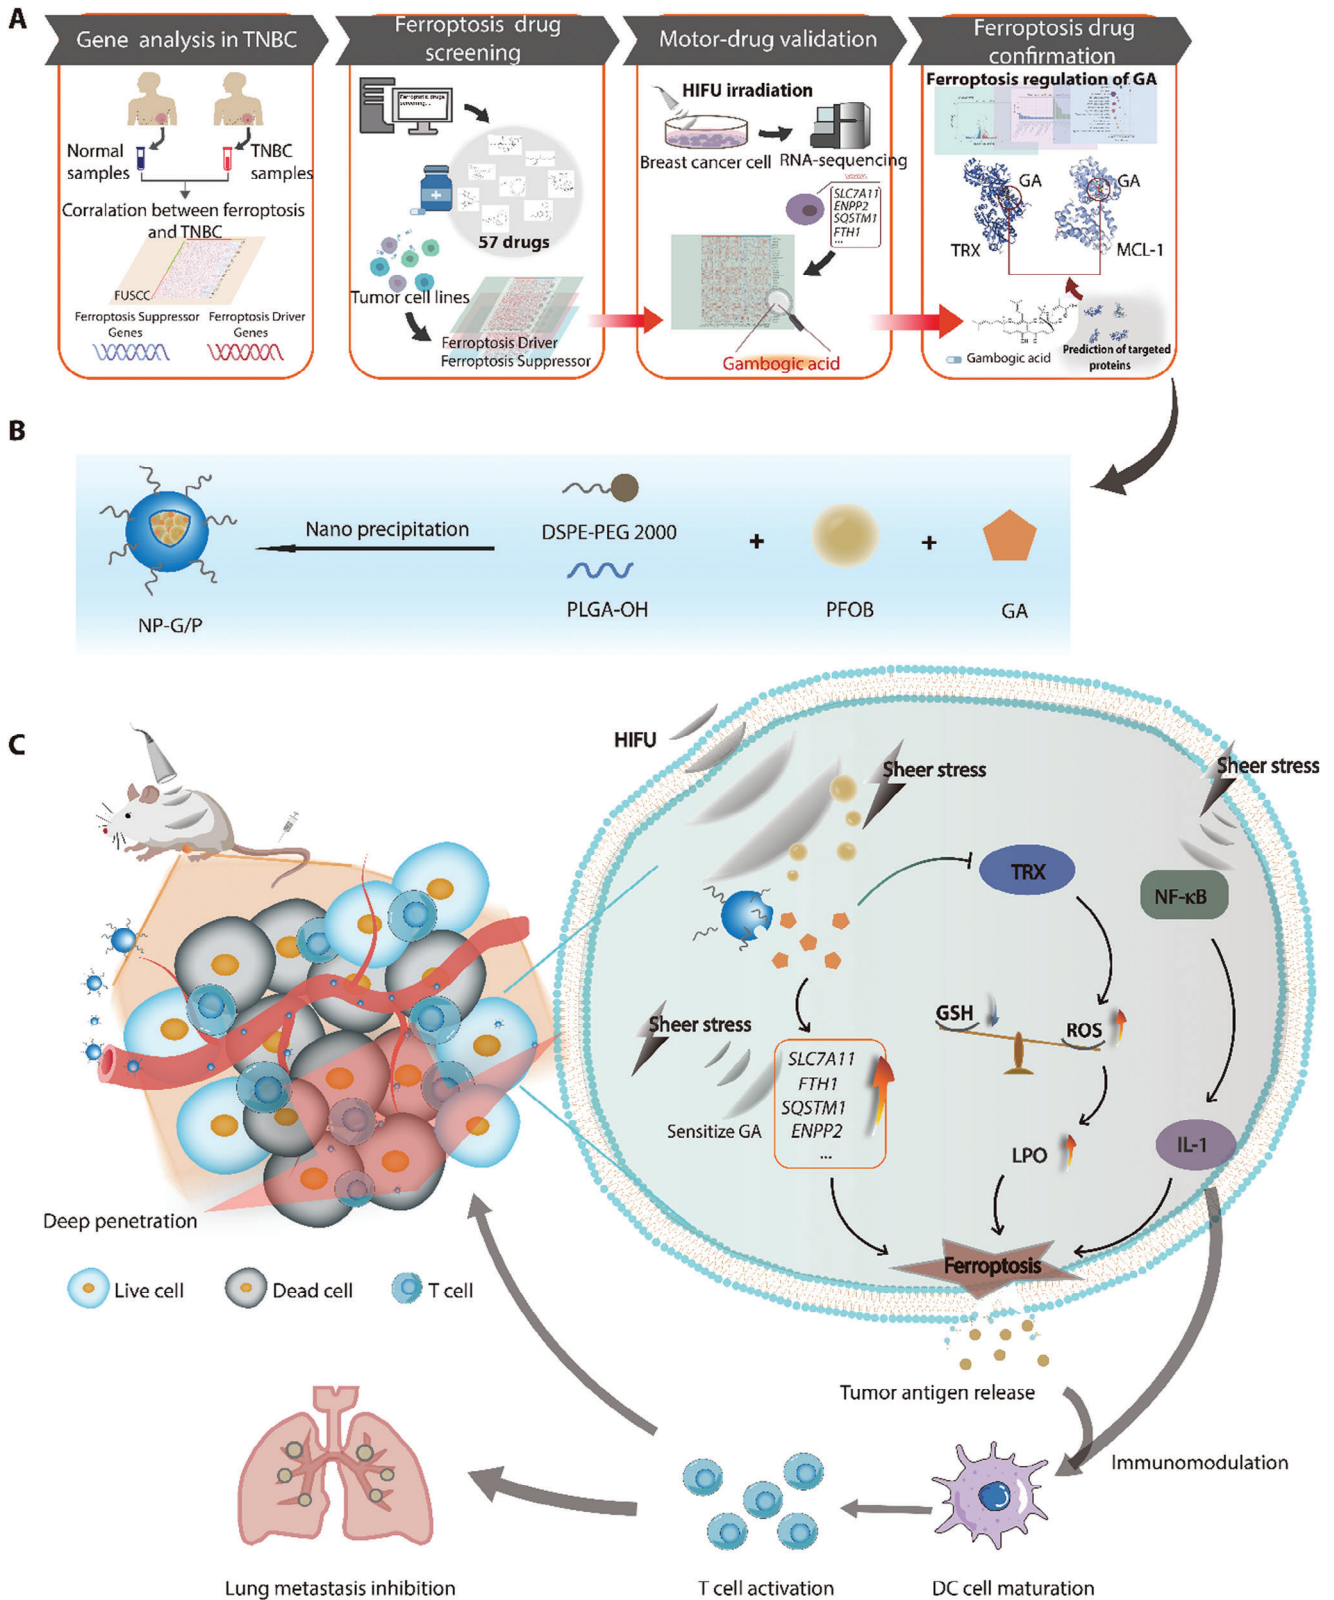 A
Gene analysis in TNBC
Normal
samples
TNBC
samples
Corralation between ferroptosis
and TNBC
FUSCC
Ferroptosis Suppressor
Genes
Ferroptosis Driver
Genes
Ferroptosis drug
screening
Ferroptosis drugs
screening...
57 drugs
Tumor cell lines
Ferroptosis Driver
Ferroptosis Suppressor
Motor-drug validation
HIFU irradiation
Breast cancer cell
RNA-sequencing
SLC7A11
ENPP2
SQSTM1
FTH1
...
Gambogic acid
Ferroptosis drug
confirmation
Ferroptosis regulation of GA
GA
GA
TRX
MCL-1
Gambogic acid
Prediction of targeted
proteins
B
Nano precipitation
NP-G/P
DSPE-PEG 2000
PLGA-OH
+
PFOB
+
GA
C
HIFU
Sheer stress
Sheer stress
TRX
NF-κB
GSH
ROS
Sheer stress
Sensitize GA
SLC7A11
FTH1
SQSTM1
ENPP2
...
LPO
IL-1
Ferroptosis
Deep penetration
Live cell
Dead cell
T cell
Tumor antigen release
Immunomodulation
Lung metastasis inhibition
T cell activation
DC cell maturation